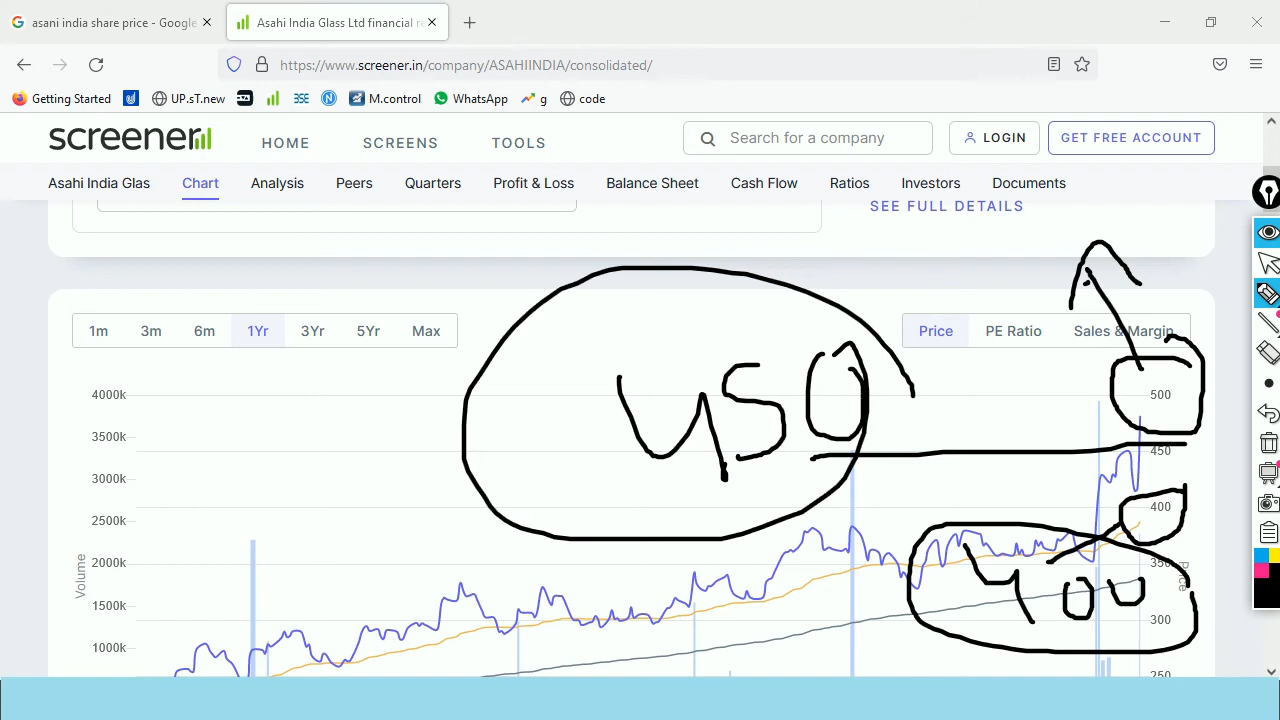 asani india share price - Google
Asahi India Glass Ltd financial re
https://www.screener.in/company/ASAHIINDIA/consolidated/
Getting Started UP.sT.new M.control WhatsApp g code
screener
HOME SCREENS TOOLS
Search for a company
LOGIN
GET FREE ACCOUNT
Asahi India Glas Chart Analysis Peers Quarters Profit & Loss Balance Sheet Cash Flow Ratios Investors Documents
SEE FULL DETAILS
1m 3m 6m 1Yr 3Yr 5Yr Max
Price PE Ratio Sales & Margin
4000k 500
450
3500k 450
3000k
2500k 400
2000k 35
400
1500k 300
1000k 250
Volume
Price